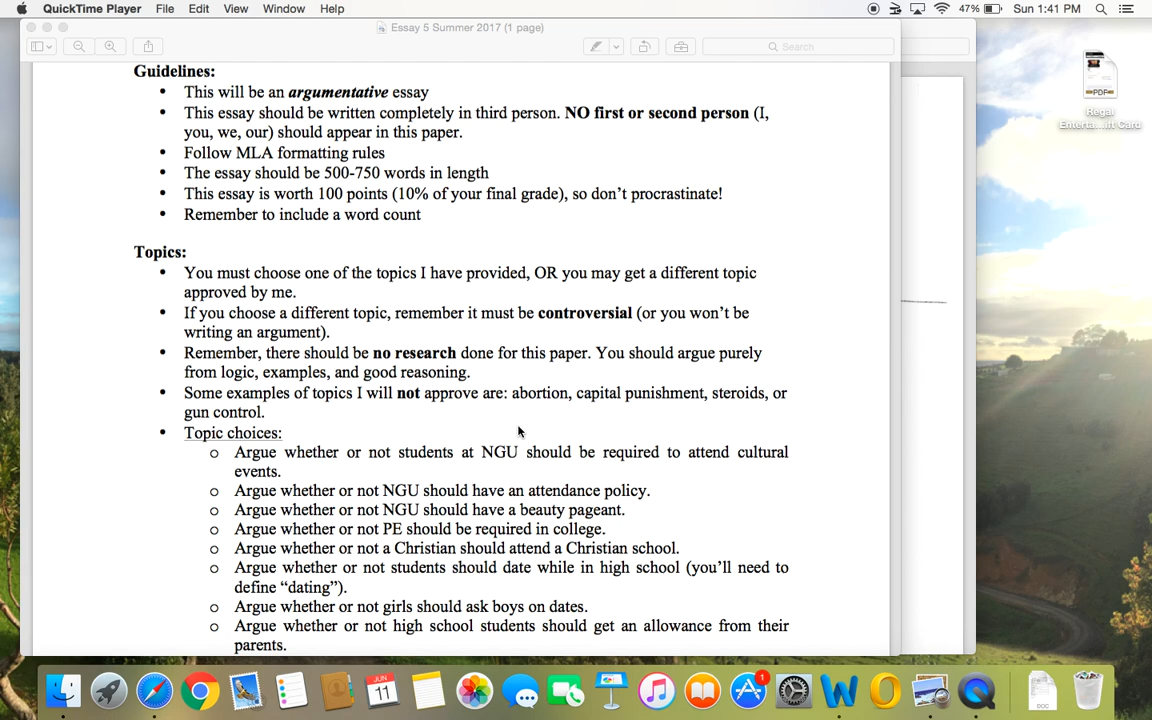 QuickTime Player File Edit View Window Help 47% Sun 1:41 PM
Essay 5 Summer 2017 (1 page)
Search
Guidelines:
• This will be an argumentative essay
• This essay should be written completely in third person. NO first or second person (I,
you, we, our) should appear in this paper.
• Follow MLA formatting rules
• The essay should be 500-750 words in length
• This essay is worth 100 points (10% of your final grade), so don't procrastinate!
• Remember to include a word count
Topics:
• You must choose one of the topics I have provided, OR you may get a different topic
approved by me.
• If you choose a different topic, remember it must be controversial (or you won't be
writing an argument).
• Remember, there should be no research done for this paper. You should argue purely
from logic, examples, and good reasoning.
• Some examples of topics I will not approve are: abortion, capital punishment, steroids, or
gun control.
• Topic choices:
o Argue whether or not students at NGU should be required to attend cultural
events.
o Argue whether or not NGU should have an attendance policy.
o Argue whether or not NGU should have a beauty pageant.
o Argue whether or not PE should be required in college.
o Argue whether or not a Christian should attend a Christian school.
o Argue whether or not students should date while in high school (you'll need to
define “dating”).
o Argue whether or not girls should ask boys on dates.
o Argue whether or not high school students should get an allowance from their
parents.
PDF
Regal
Enterta...ift Card
JUN
11
1
DOC